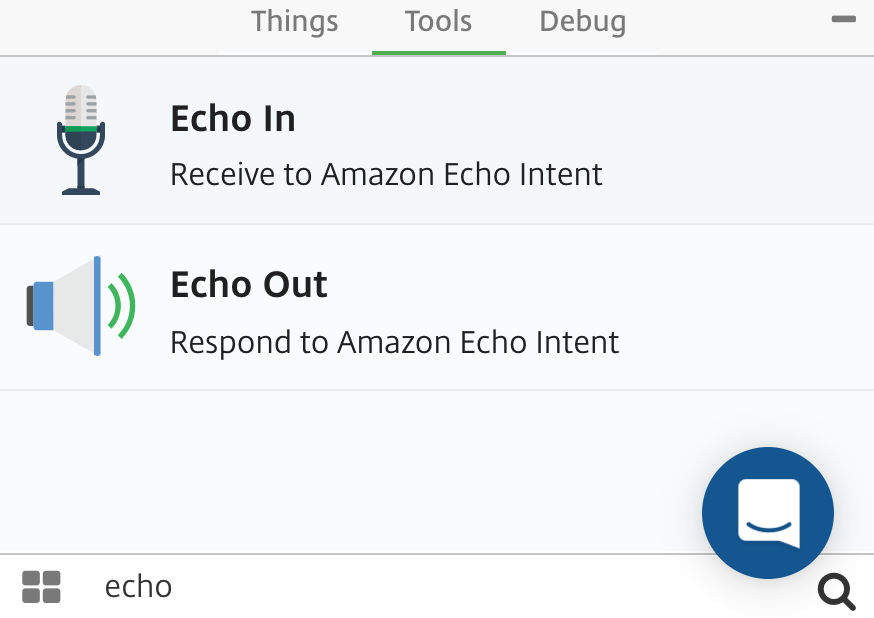 Things Tools Debug
Echo In
Receive to Amazon Echo Intent
Echo Out
Respond to Amazon Echo Intent
echo